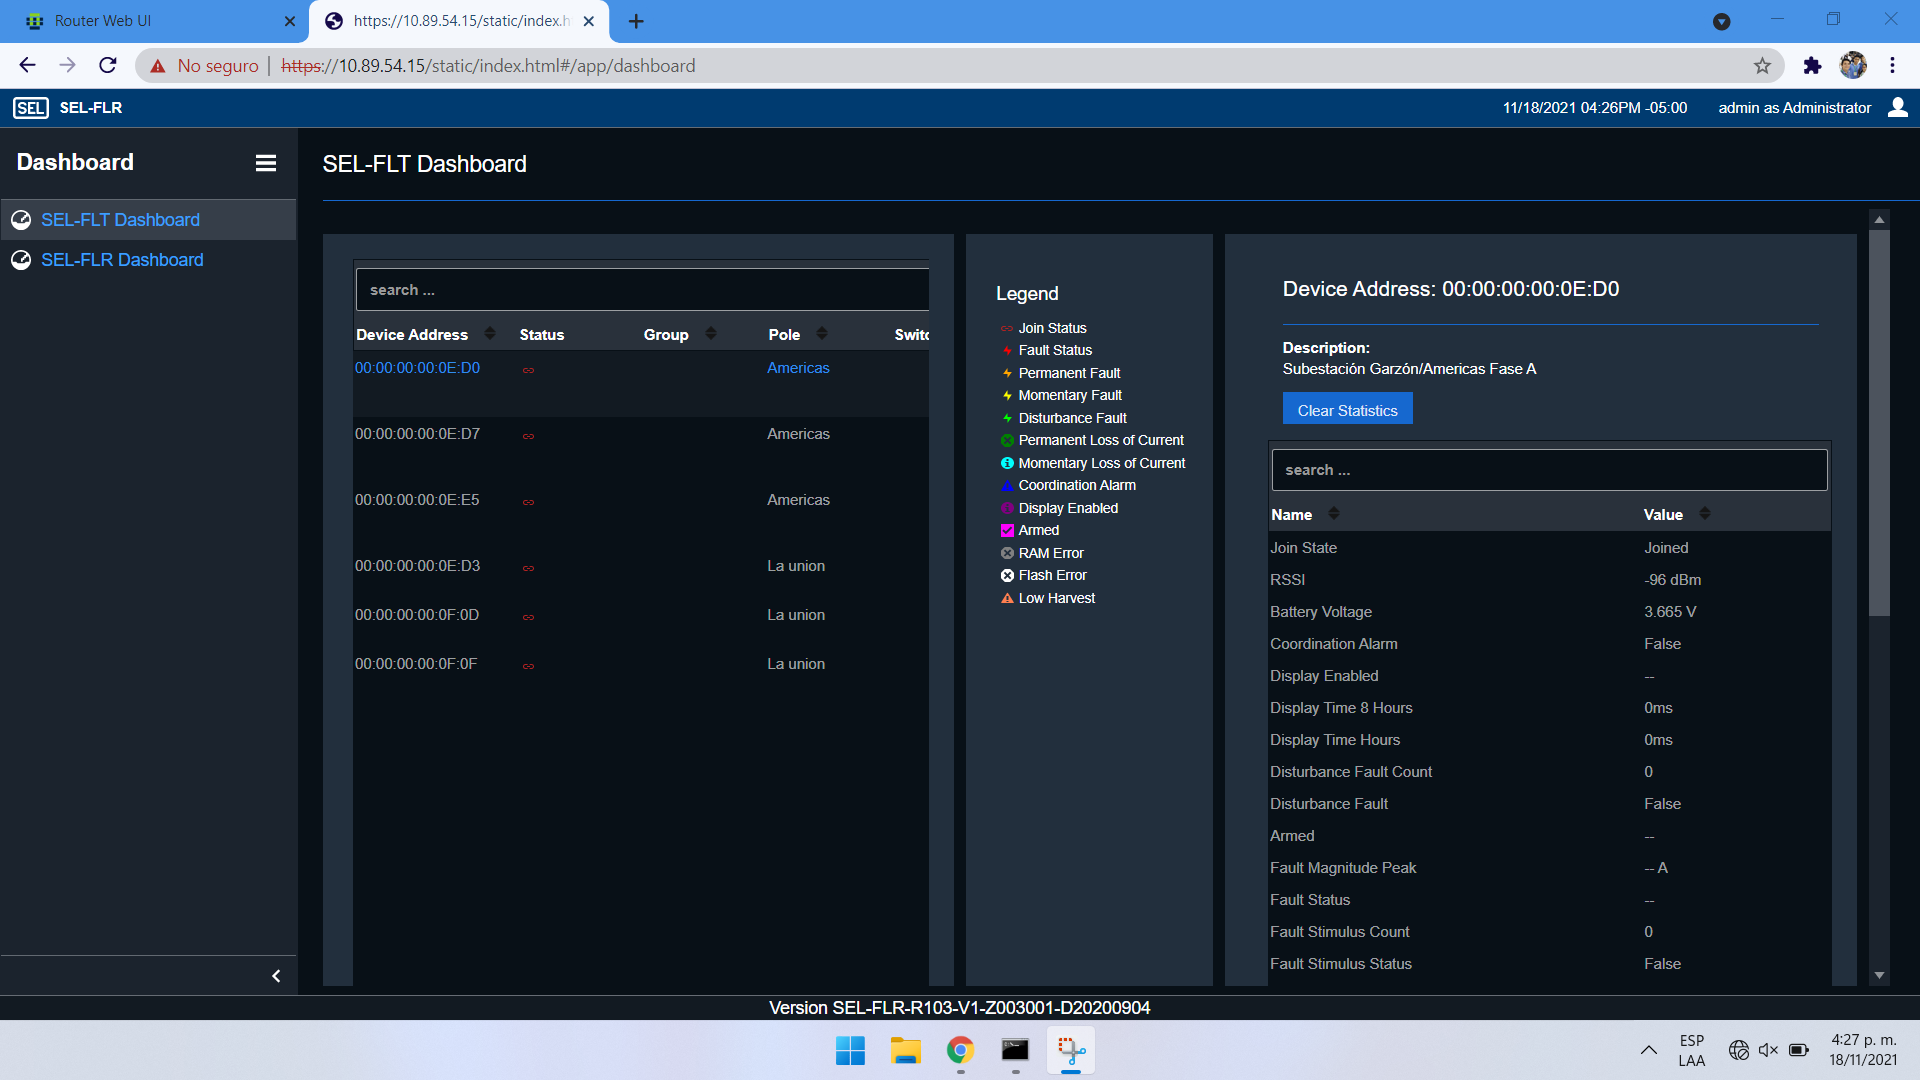 Router Web UI
https://10.89.54.15/static/index.h
No seguro | https://10.89.54.15/static/index.html#/app/dashboard
SEL SEL-FLR
11/18/2021 04:26PM -05:00 admin as Administrator
Dashboard
SEL-FLT Dashboard
SEL-FLR Dashboard
SEL-FLT Dashboard
search ...
Device Address Status Group Pole Switc
00:00:00:00:0E:D0 Americas
00:00:00:00:0E:D7 Americas
00:00:00:00:0E:E5 Americas
00:00:00:00:0E:D3 La union
00:00:00:00:0F:0D La union
00:00:00:00:0F:0F La union
Legend
Join Status
Fault Status
Permanent Fault
Momentary Fault
Disturbance Fault
Permanent Loss of Current
Momentary Loss of Current
Coordination Alarm
Display Enabled
Armed
RAM Error
Flash Error
Low Harvest
Device Address: 00:00:00:00:0E:D0
Description:
Subestación Garzón/Americas Fase A
Clear Statistics
search ...
Name Value
Join State Joined
RSSI -96 dBm
Battery Voltage 3.665 V
Coordination Alarm False
Display Enabled --
Display Time 8 Hours 0ms
Display Time Hours 0ms
Disturbance Fault Count 0
Disturbance Fault False
Armed --
Fault Magnitude Peak -- A
Fault Status --
Fault Stimulus Count 0
Fault Stimulus Status False
Version SEL-FLR-R103-V1-Z003001-D20200904
ESP
LAA
4:27 p. m.
18/11/2021